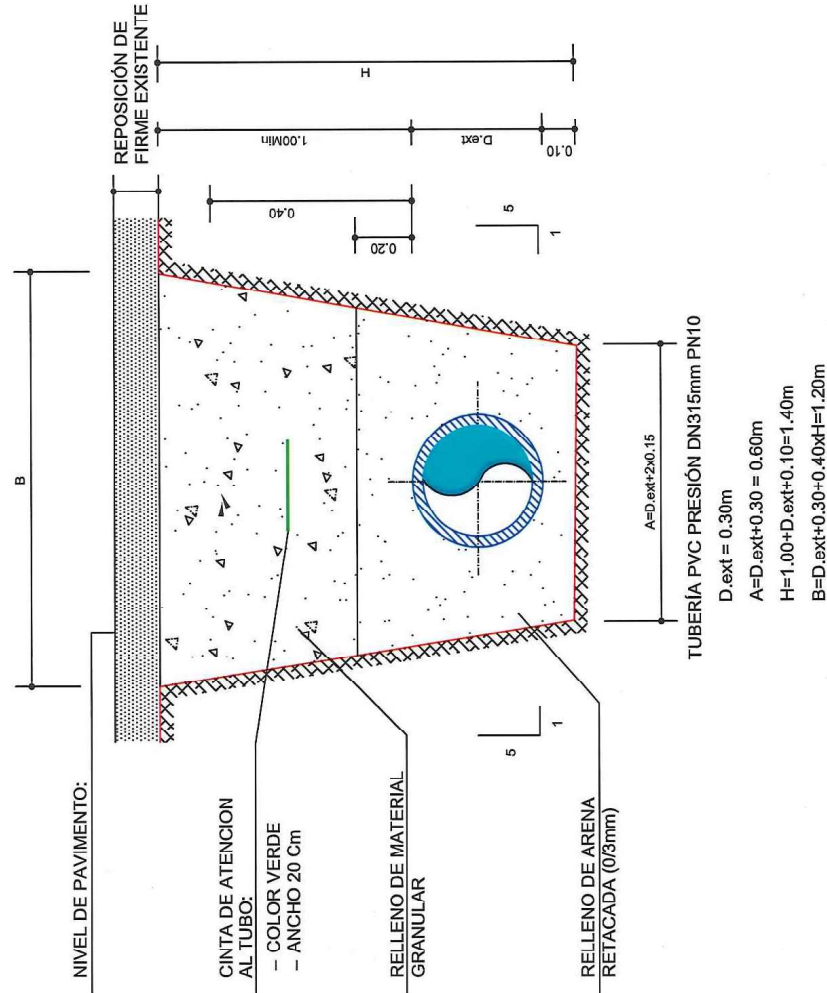 NIVEL DE PAVIMENTO:
CINTA DE ATENCION
AL TUBO:
– COLOR VERDE
– ANCHO 20 Cm
RELLENO DE MATERIAL
GRANULAR
RELLENO DE ARENA
RETACADA (0/3mm)
B
REPOSICIÓN DE
FIRME EXISTENTE
H
1.00Min
D.ext
0.10
0.40
0.20
5
1
5
1
A=D.ext+2x0.15
TUBERÍA PVC PRESIÓN DN315mm PN10
D.ext = 0.30m
A=D.ext+0.30 = 0.60m
H=1.00+D.ext+0.10=1.40m
B=D.ext+0.30+0.40xH=1.20m